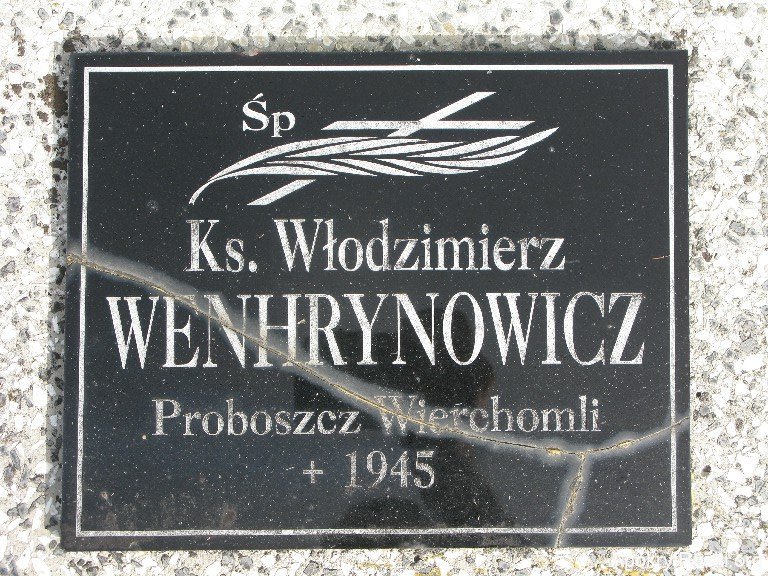 Śp
Ks. Włodzimierz
WENHRYNOWICZ
Proboszcz Wierchomli
+ 1945